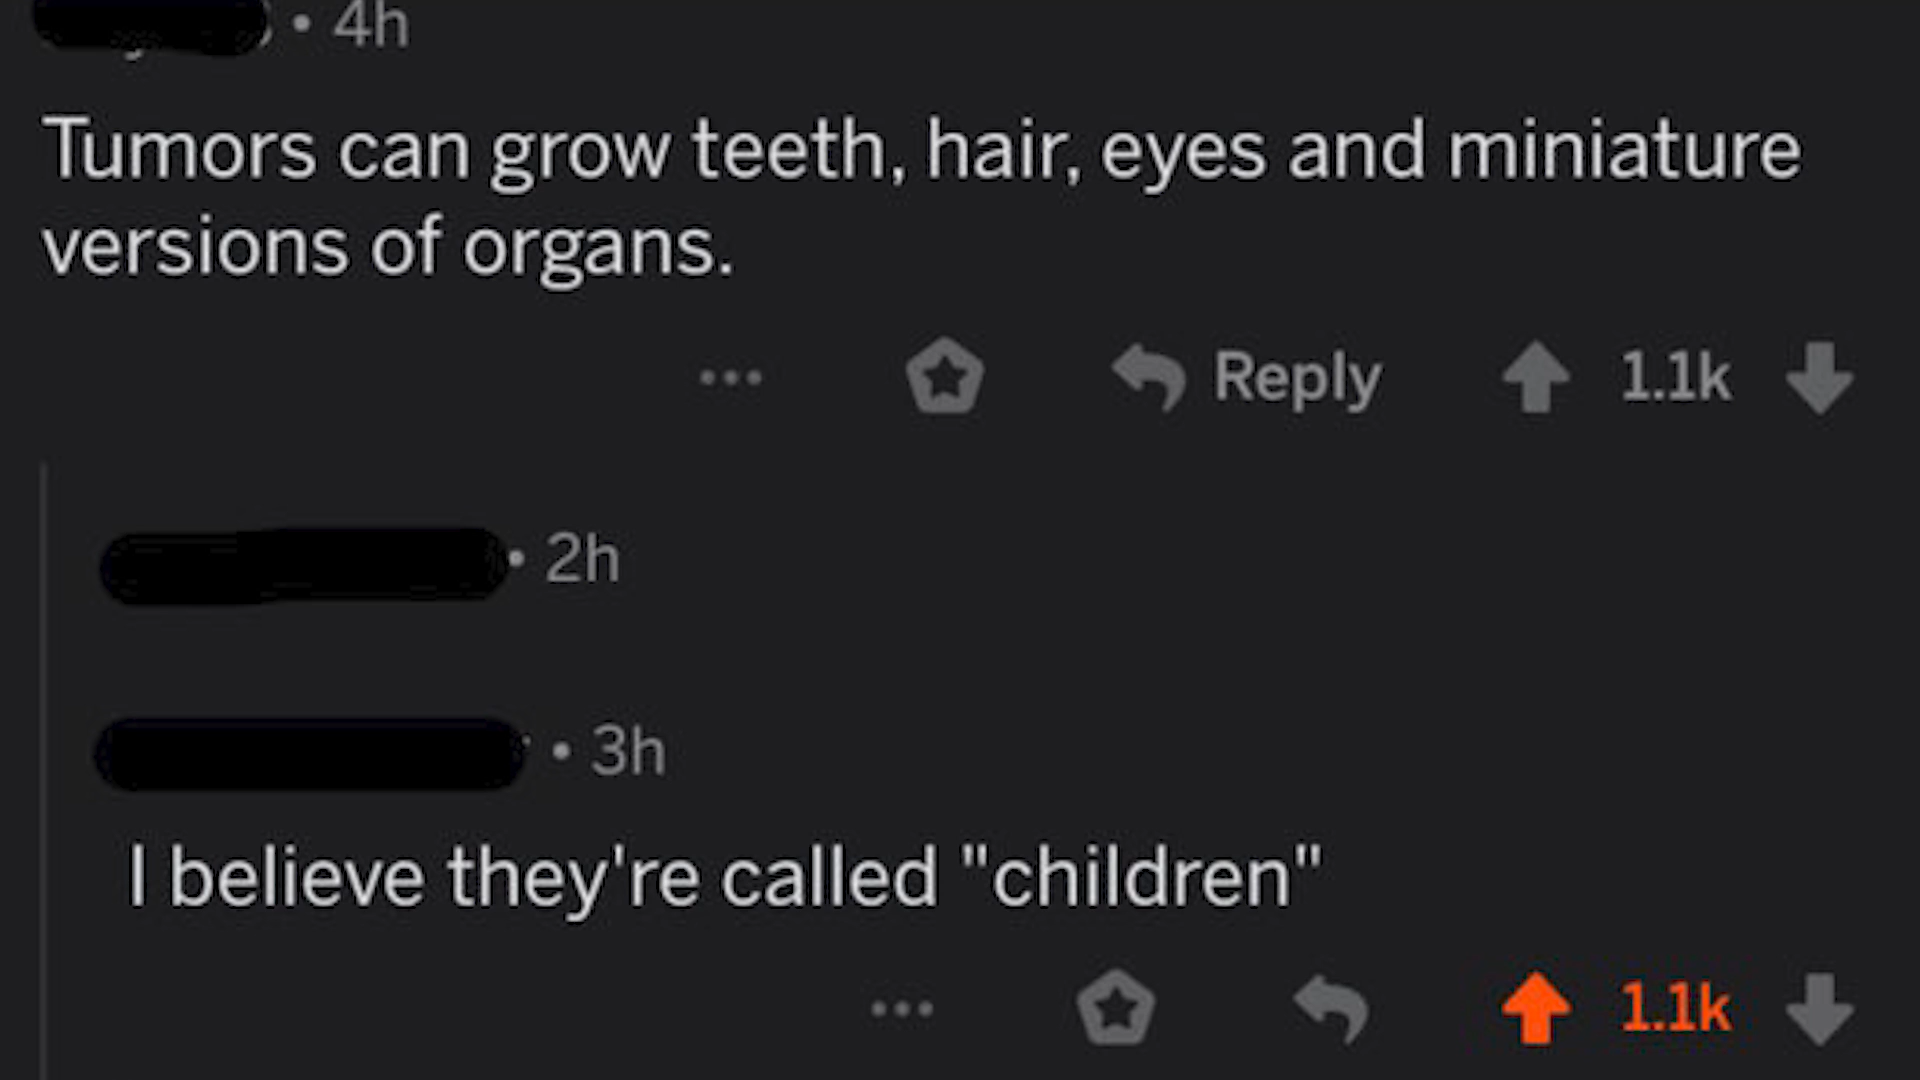 • 4h
Tumors can grow teeth, hair, eyes and miniature
versions of organs.
Reply 1.1k
• 2h
• 3h
I believe they're called "children"
1.1k